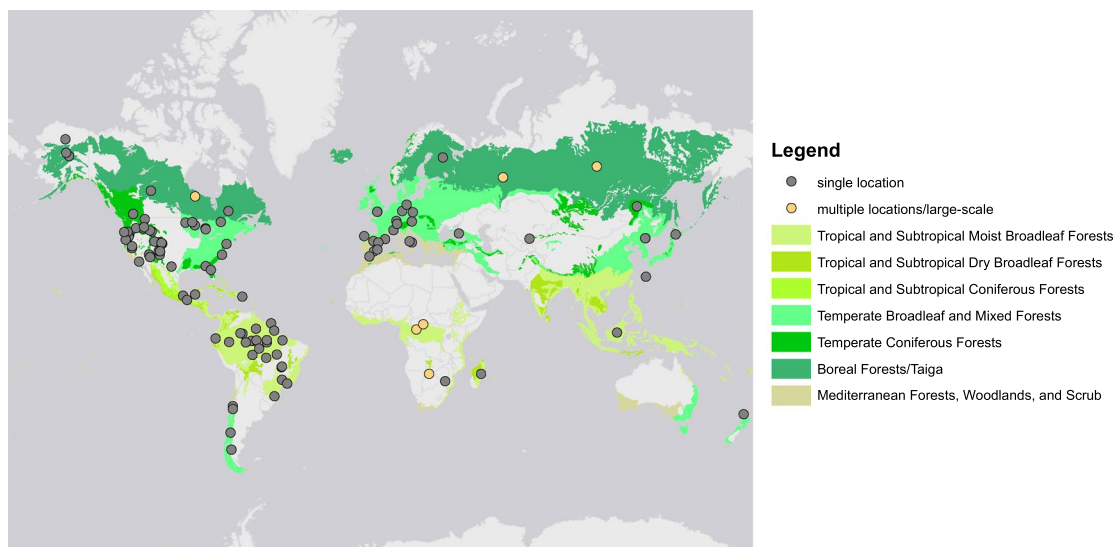 Legend
single location
multiple locations/large-scale
Tropical and Subtropical Moist Broadleaf Forests
Tropical and Subtropical Dry Broadleaf Forests
Tropical and Subtropical Coniferous Forests
Temperate Broadleaf and Mixed Forests
Temperate Coniferous Forests
Boreal Forests/Taiga
Mediterranean Forests, Woodlands, and Scrub